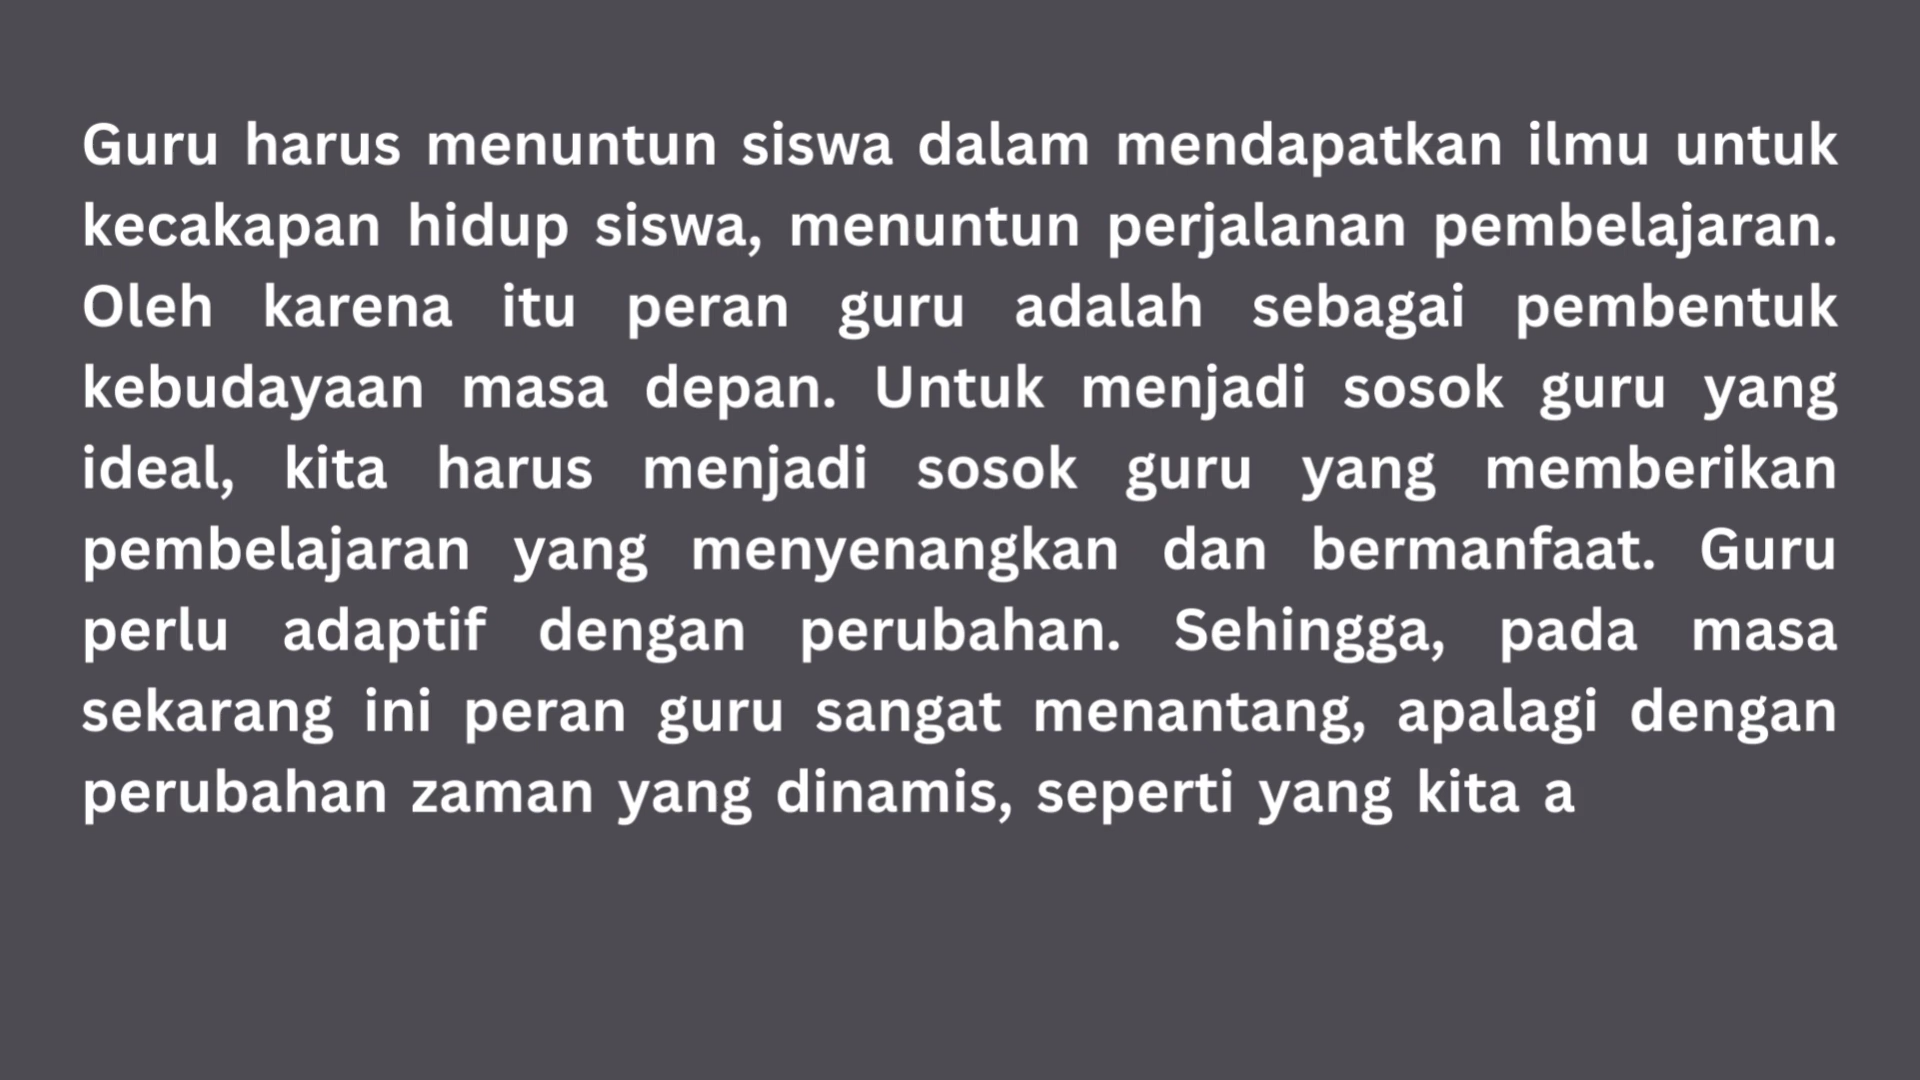 Guru harus menuntun siswa dalam mendapatkan ilmu untuk
kecakapan hidup siswa, menuntun perjalanan pembelajaran.
Oleh karena itu peran guru adalah sebagai pembentuk
kebudayaan masa depan. Untuk menjadi sosok guru yang
ideal, kita harus menjadi sosok guru yang memberikan
pembelajaran yang menyenangkan dan bermanfaat. Guru
perlu adaptif dengan perubahan. Sehingga, pada masa
sekarang ini peran guru sangat menantang, apalagi dengan
perubahan zaman yang dinamis, seperti yang kita a